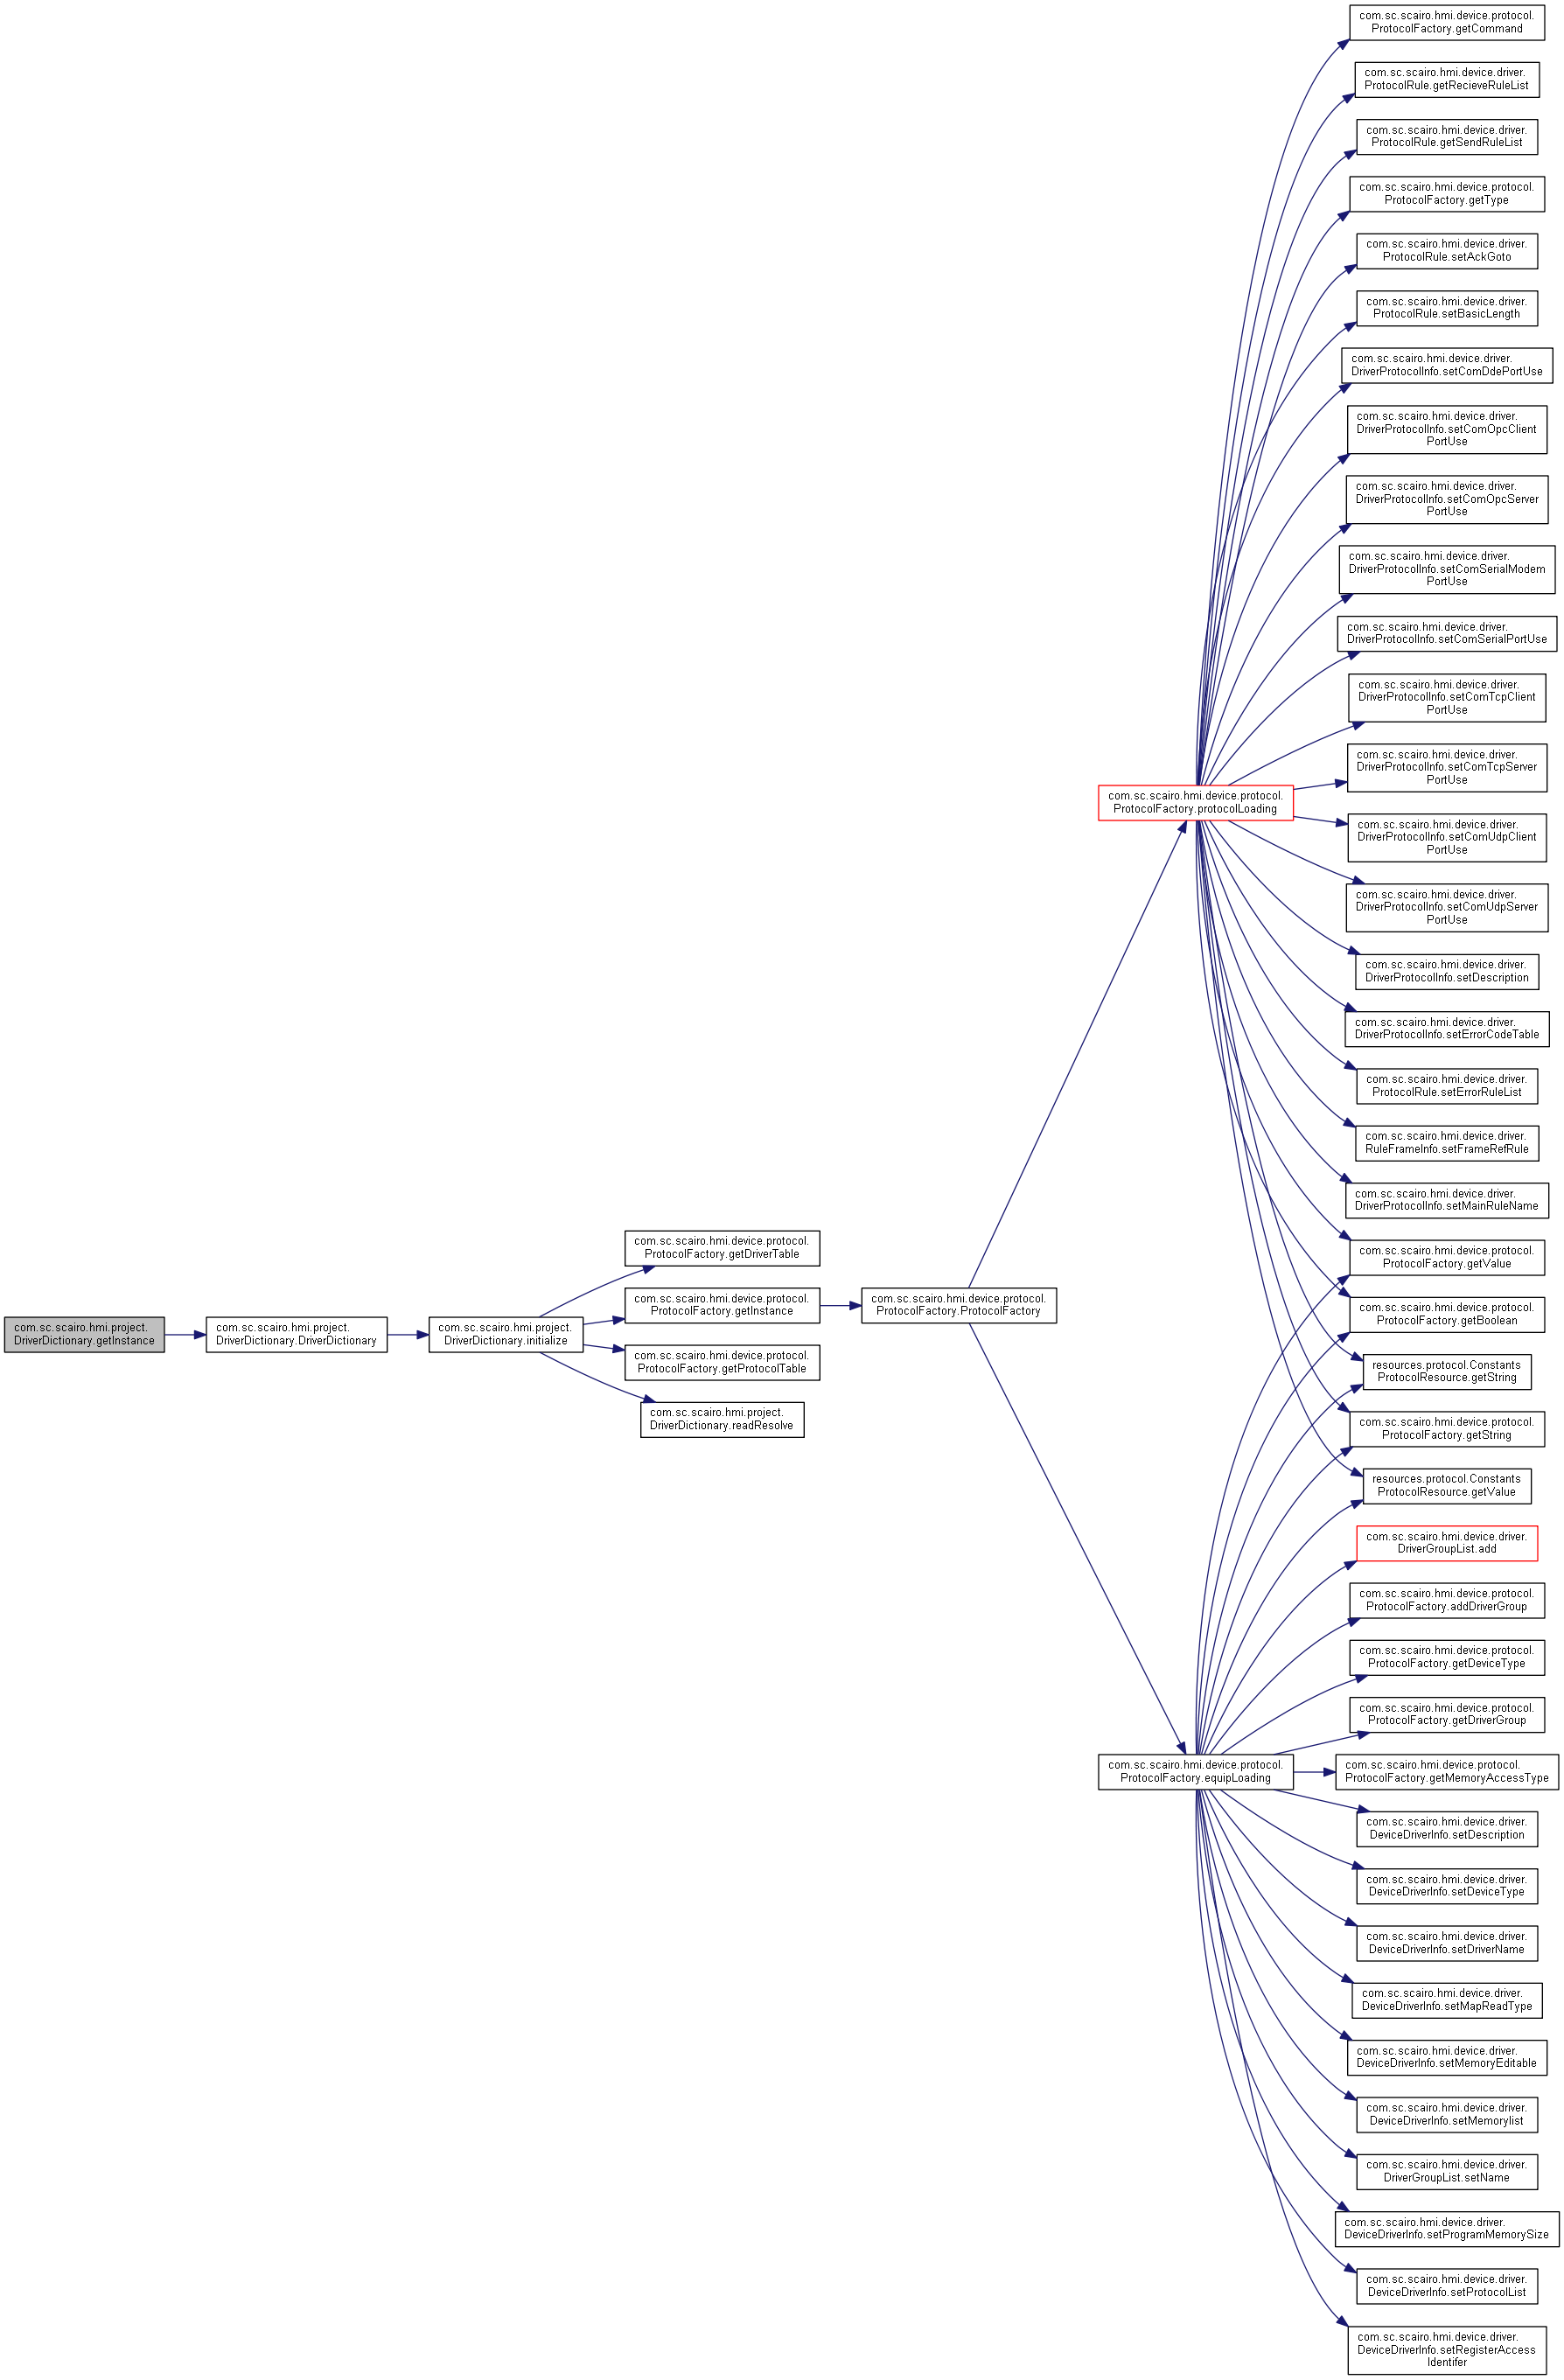 com.sc.scairo.hmi.project.
DriverDictionary.getInstance
com.sc.scairo.hmi.project.
DriverDictionary.DriverDictionary
com.sc.scairo.hmi.project.
DriverDictionary.initialize
com.sc.scairo.hmi.device.protocol.
ProtocolFactory.getDriverTable
com.sc.scairo.hmi.device.protocol.
ProtocolFactory.getInstance
com.sc.scairo.hmi.device.protocol.
ProtocolFactory.getProtocolTable
com.sc.scairo.hmi.project.
DriverDictionary.readResolve
com.sc.scairo.hmi.device.protocol.
ProtocolFactory.ProtocolFactory
com.sc.scairo.hmi.device.protocol.
ProtocolFactory.protocolLoading
com.sc.scairo.hmi.device.protocol.
ProtocolFactory.equipLoading
com.sc.scairo.hmi.device.protocol.
ProtocolFactory.getCommand
com.sc.scairo.hmi.device.driver.
ProtocolRule.getRecieveRuleList
com.sc.scairo.hmi.device.driver.
ProtocolRule.getSendRuleList
com.sc.scairo.hmi.device.protocol.
ProtocolFactory.getType
com.sc.scairo.hmi.device.driver.
ProtocolRule.setAckGoto
com.sc.scairo.hmi.device.driver.
ProtocolRule.setBasicLength
com.sc.scairo.hmi.device.driver.
DriverProtocolInfo.setComDdePortUse
com.sc.scairo.hmi.device.driver.
DriverProtocolInfo.setComOpcClient
PortUse
com.sc.scairo.hmi.device.driver.
DriverProtocolInfo.setComOpcServer
PortUse
com.sc.scairo.hmi.device.driver.
DriverProtocolInfo.setComSerialModem
PortUse
com.sc.scairo.hmi.device.driver.
DriverProtocolInfo.setComSerialPortUse
com.sc.scairo.hmi.device.driver.
DriverProtocolInfo.setComTcpClient
PortUse
com.sc.scairo.hmi.device.driver.
DriverProtocolInfo.setComTcpServer
PortUse
com.sc.scairo.hmi.device.driver.
DriverProtocolInfo.setComUdpClient
PortUse
com.sc.scairo.hmi.device.driver.
DriverProtocolInfo.setComUdpServer
PortUse
com.sc.scairo.hmi.device.driver.
DriverProtocolInfo.setDescription
com.sc.scairo.hmi.device.driver.
DriverProtocolInfo.setErrorCodeTable
com.sc.scairo.hmi.device.driver.
ProtocolRule.setErrorRuleList
com.sc.scairo.hmi.device.driver.
RuleFrameInfo.setFrameRefRule
com.sc.scairo.hmi.device.driver.
DriverProtocolInfo.setMainRuleName
com.sc.scairo.hmi.device.protocol.
ProtocolFactory.getValue
com.sc.scairo.hmi.device.protocol.
ProtocolFactory.getBoolean
resources.protocol.Constants
ProtocolResource.getString
com.sc.scairo.hmi.device.protocol.
ProtocolFactory.getString
resources.protocol.Constants
ProtocolResource.getValue
com.sc.scairo.hmi.device.driver.
DriverGroupList.add
com.sc.scairo.hmi.device.protocol.
ProtocolFactory.addDriverGroup
com.sc.scairo.hmi.device.protocol.
ProtocolFactory.getDeviceType
com.sc.scairo.hmi.device.protocol.
ProtocolFactory.getDriverGroup
com.sc.scairo.hmi.device.protocol.
ProtocolFactory.getMemoryAccessType
com.sc.scairo.hmi.device.driver.
DeviceDriverInfo.setDescription
com.sc.scairo.hmi.device.driver.
DeviceDriverInfo.setDeviceType
com.sc.scairo.hmi.device.driver.
DeviceDriverInfo.setDriverName
com.sc.scairo.hmi.device.driver.
DeviceDriverInfo.setMapReadType
com.sc.scairo.hmi.device.driver.
DeviceDriverInfo.setMemoryEditable
com.sc.scairo.hmi.device.driver.
DeviceDriverInfo.setMemorylist
com.sc.scairo.hmi.device.driver.
DriverGroupList.setName
com.sc.scairo.hmi.device.driver.
DeviceDriverInfo.setProgramMemorySize
com.sc.scairo.hmi.device.driver.
DeviceDriverInfo.setProtocolList
com.sc.scairo.hmi.device.driver.
DeviceDriverInfo.setRegisterAccess
Identifer